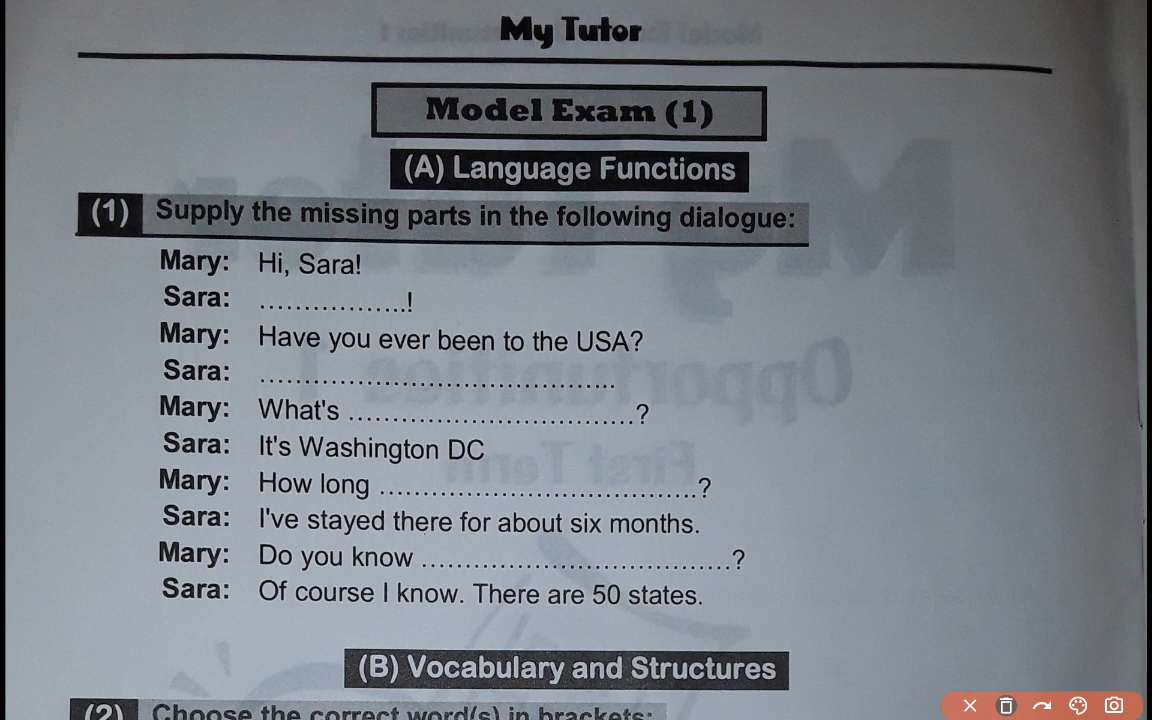 My Tutor
Model Exam (1)
(A) Language Functions
(1) Supply the missing parts in the following dialogue:
Mary: Hi, Sara!
Sara: .................!
Mary: Have you ever been to the USA?
Sara: .........................................
Mary: What's .................................?
Sara: It's Washington DC
Mary: How long .....................................?
Sara: I've stayed there for about six months.
Mary: Do you know ....................................?
Sara: Of course I know. There are 50 states.
(B) Vocabulary and Structures
(2) Choose the correct word(s) in brackets: